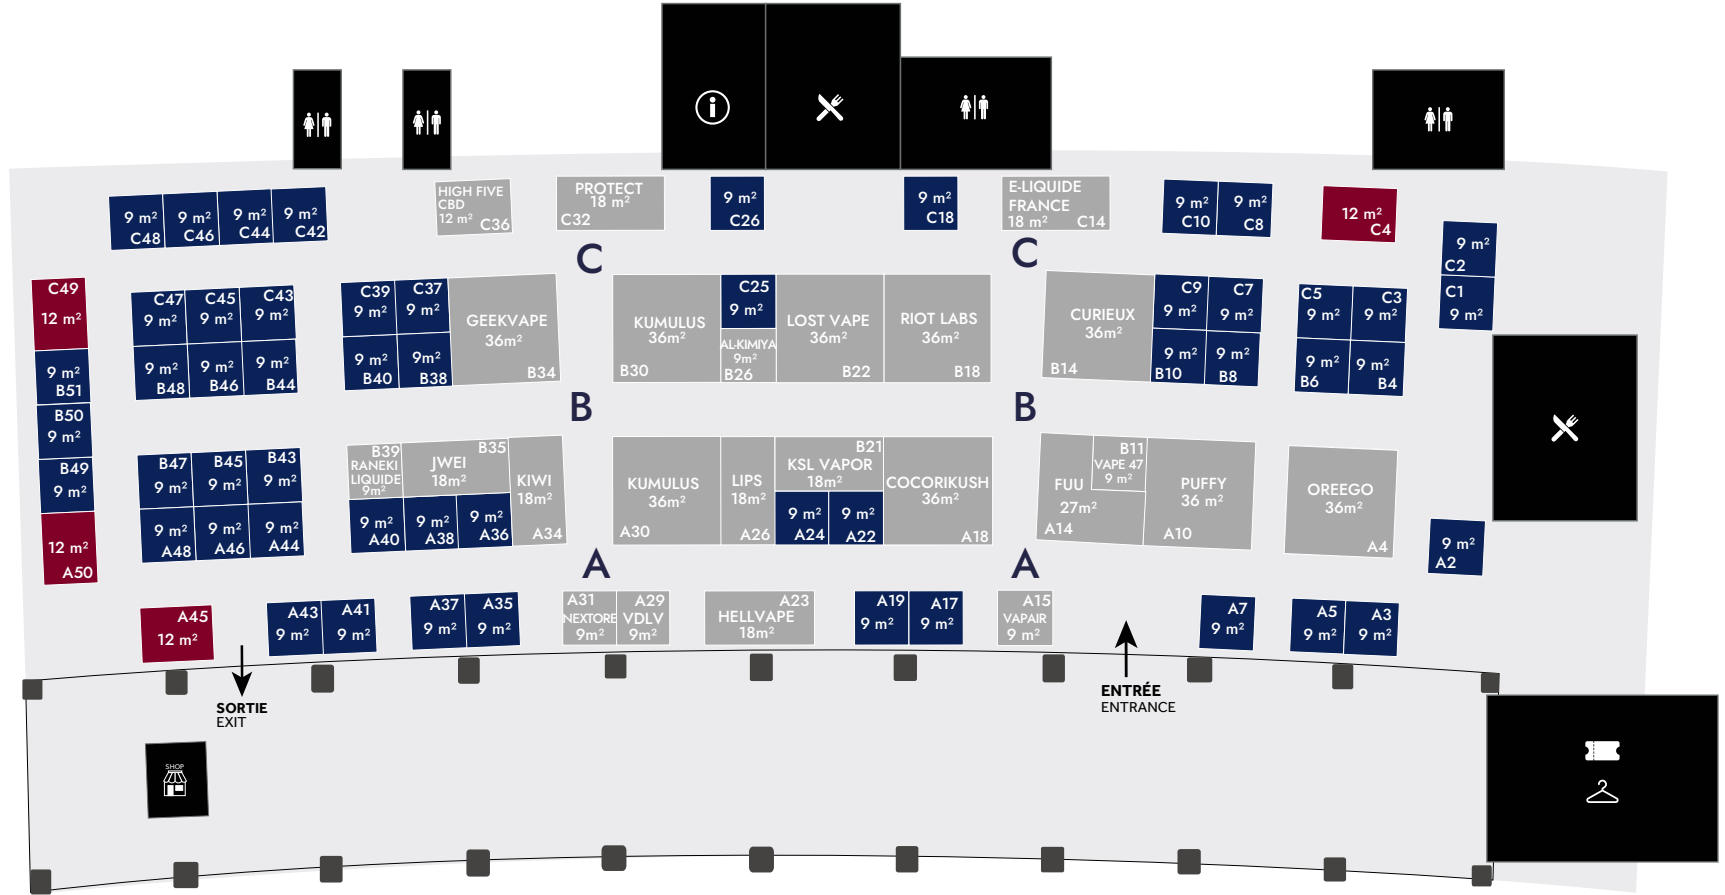 9 m²
C48
9 m²
C46
9 m²
C44
9 m²
C42
HIGH FIVE
CBD
12 m²
C36
PROTECT
18 m²
C32
9 m²
C26
9 m²
C18
E-LIQUIDE
FRANCE
18 m²
C14
9 m²
C10
9 m²
C8
12 m²
C4
9 m²
C2
C1
9 m²
C
C
C49
12 m²
9 m²
B51
B50
9 m²
B49
9 m²
12 m²
A50
C47
9 m²
C45
9 m²
C43
9 m²
9 m²
B48
9 m²
B46
9 m²
B44
C39
9 m²
C37
9 m²
9 m²
B40
9m²
B38
GEEKVAPE
36m²
B34
KUMULUS
36m²
B30
C25
9 m²
AL-KIMIYA
9m²
B26
LOST VAPE
36m²
B22
RIOT LABS
36m²
B18
CURIEUX
36m²
B14
C9
9 m²
C7
9 m²
9 m²
B10
9 m²
B8
C5
9 m²
C3
9 m²
9 m²
B6
9 m²
B4
B
B
B47
9 m²
B45
9 m²
B43
9 m²
9 m²
A48
9 m²
A46
9 m²
A44
B39
RANEKI
LIQUIDE
9m²
B35
JWEI
18m²
KIWI
18m²
A34
9 m²
A40
9 m²
A38
9 m²
A36
KUMULUS
36m²
A30
LIPS
18m²
A26
B21
KSL VAPOR
18m²
9 m²
A24
9 m²
A22
COCORIKUSH
36m²
A18
FUU
27m²
A14
B11
VAPE 47
9 m²
PUFFY
36 m²
A10
OREEGO
36m²
A4
9 m²
A2
A
A
A45
12 m²
A43
9 m²
A41
9 m²
A37
9 m²
A35
9 m²
A31
NEXTORE
9m²
A29
VDLV
9m²
A23
HELLVAPE
18m²
A19
9 m²
A17
9 m²
A15
VAPAIR
9 m²
A7
9 m²
A5
9 m²
A3
9 m²
SORTIE
EXIT
ENTRÉE
ENTRANCE
SHOP